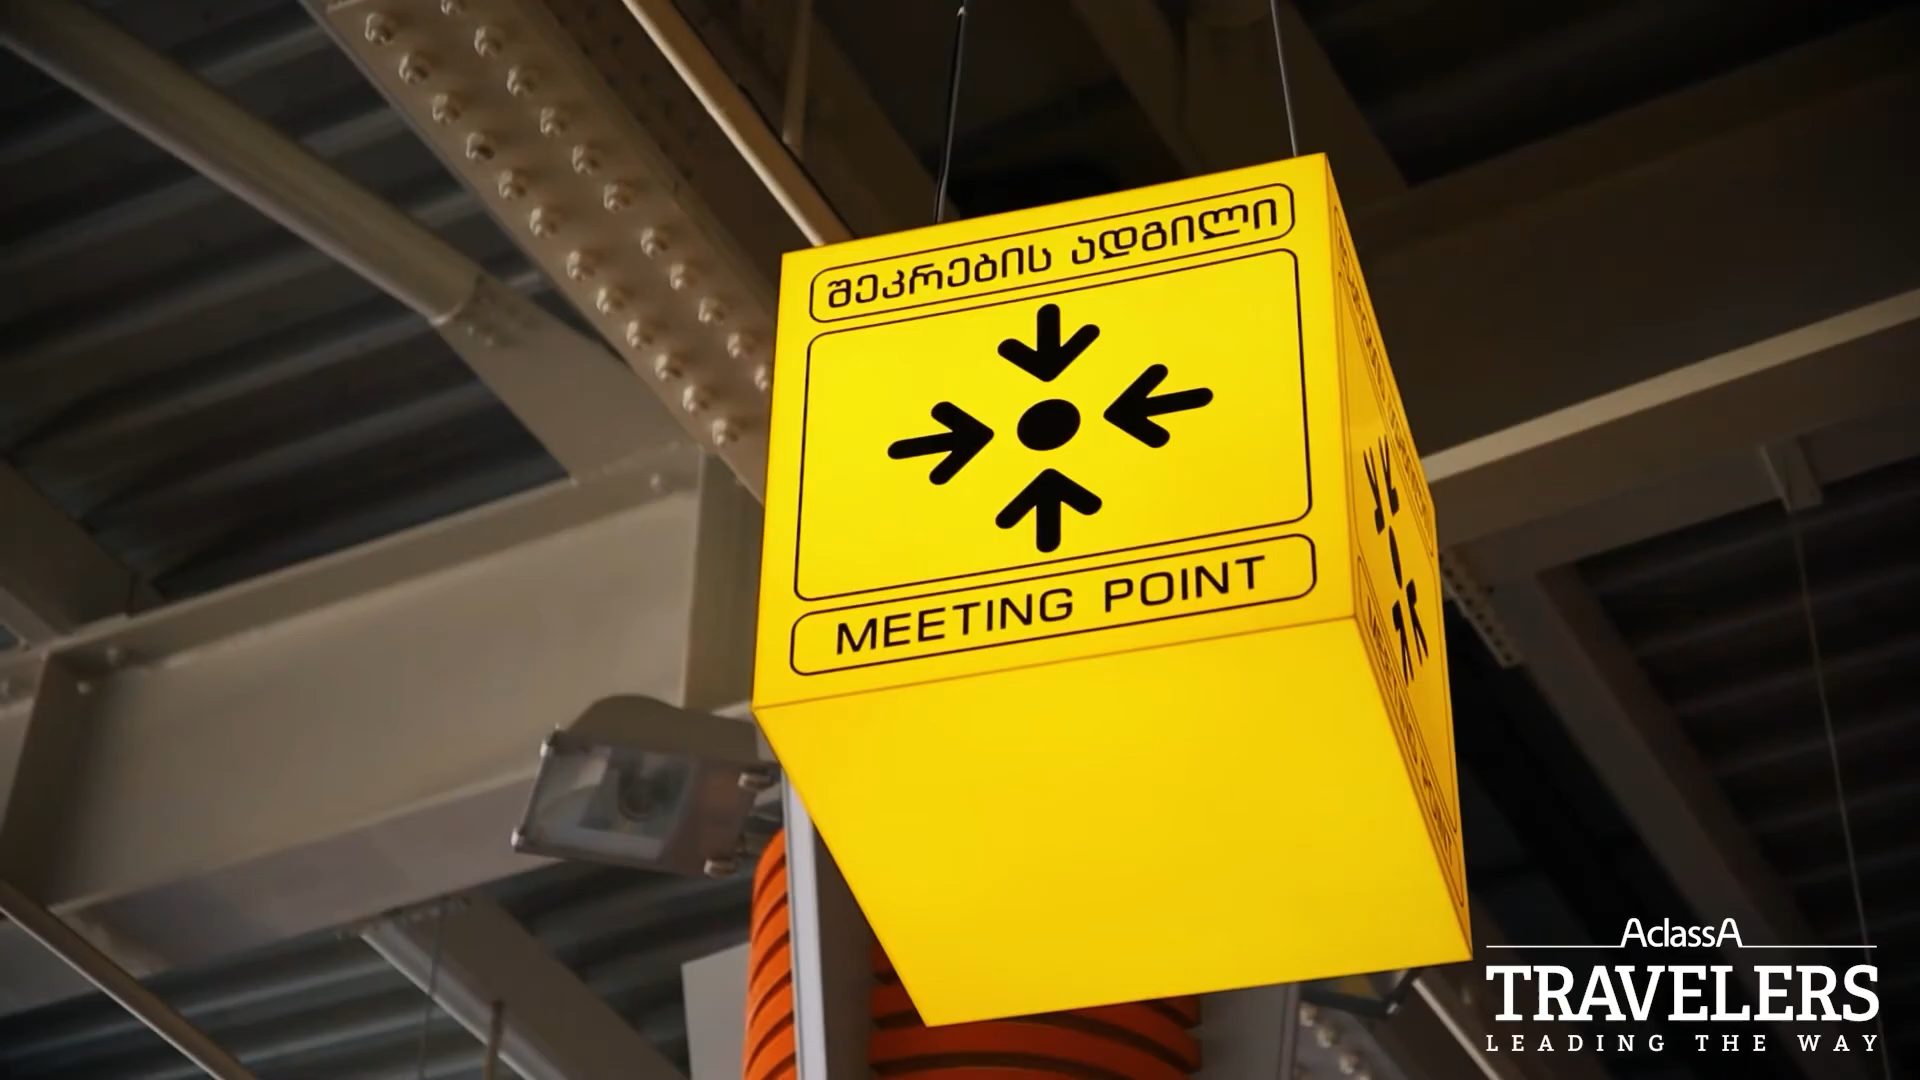 შეკრების ადგილი
MEETING POINT
AclassA
TRAVELERS
LEADING THE WAY